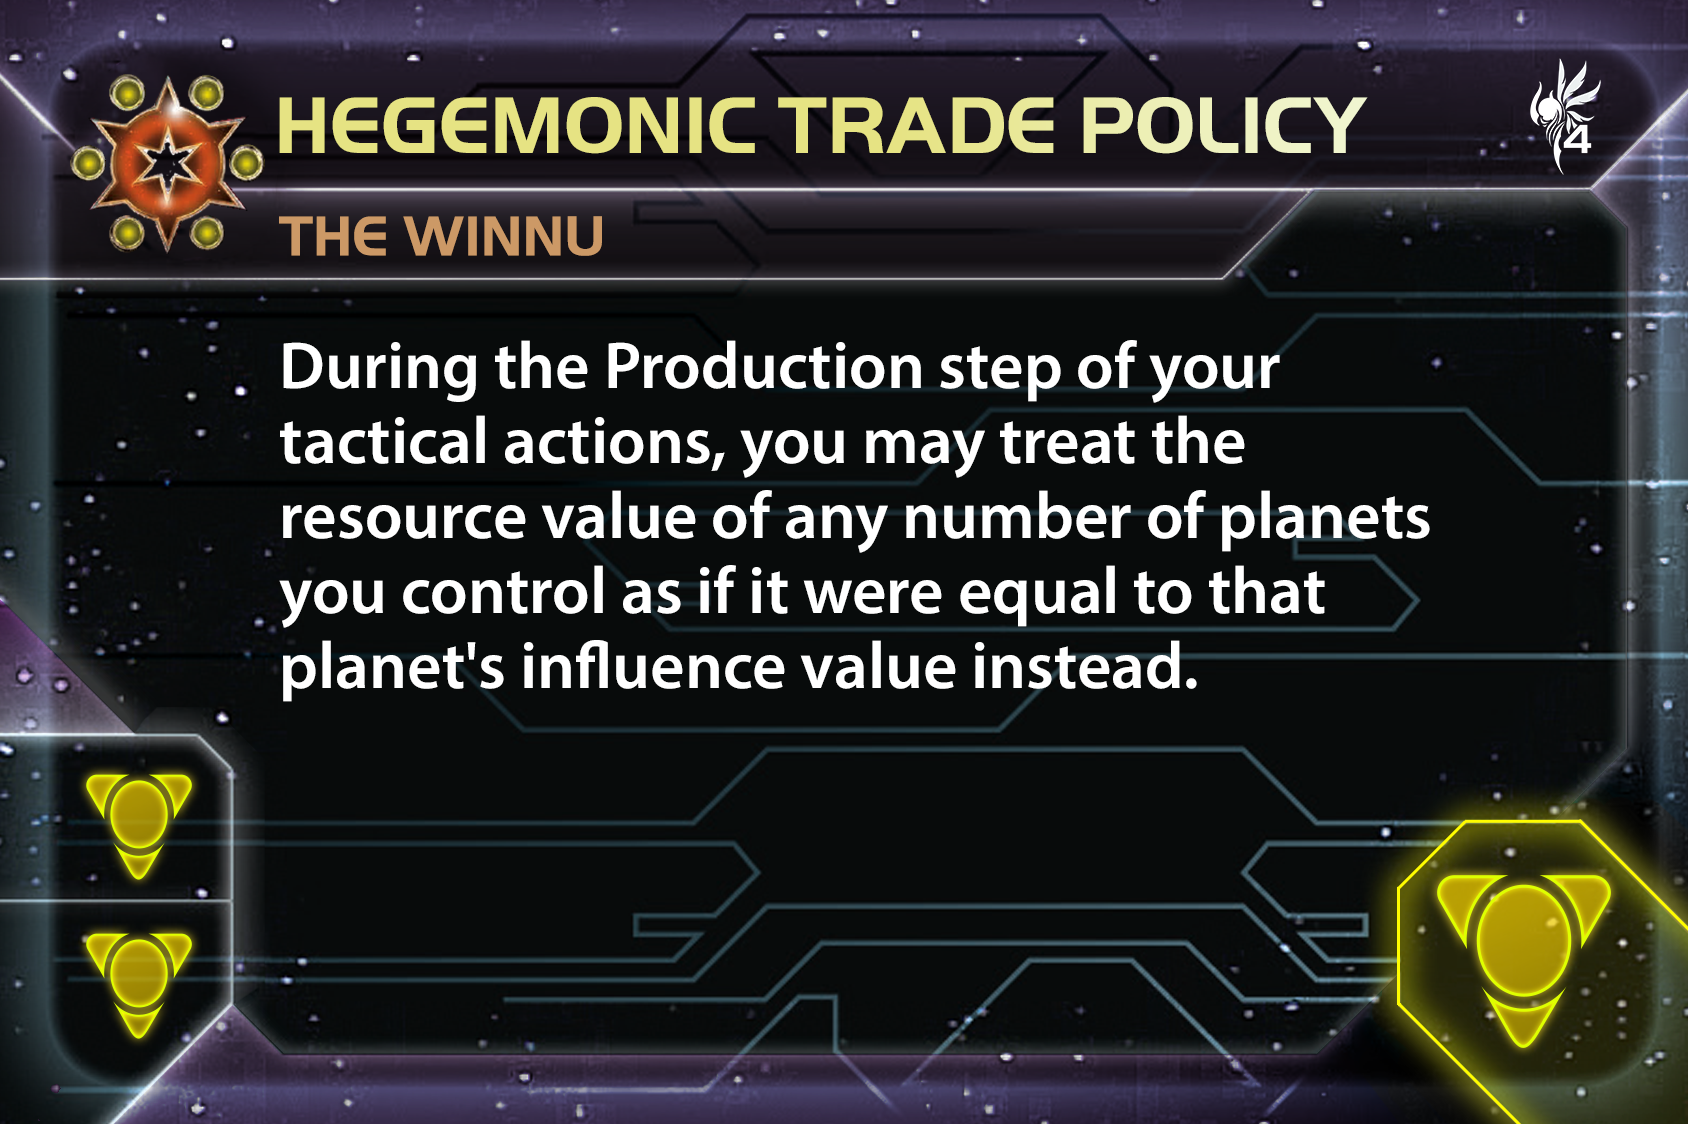 HEGEMONIC TRADE POLICY
4
THE WINNU
During the Production step of your
tactical actions, you may treat the
resource value of any number of planets
you control as if it were equal to that
planet's influence value instead.